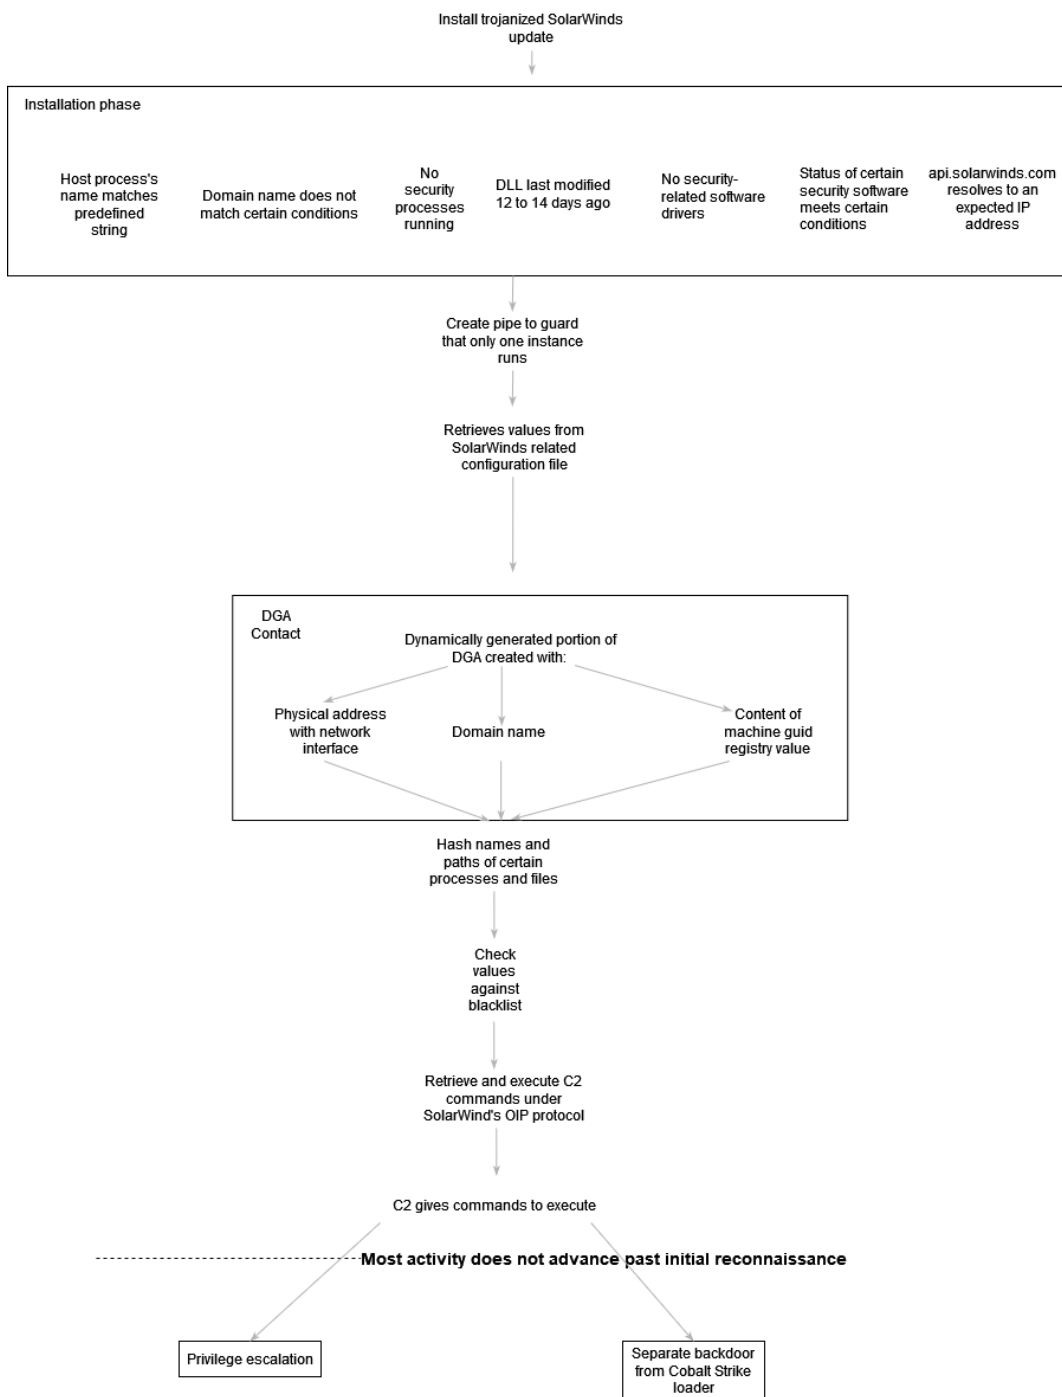 Install trojanized SolarWinds
update
Installation phase
Host process's
name matches
predefined
string
Domain name does not
match certain conditions
No
security
processes
running
DLL last modified
12 to 14 days ago
No security-
related software
drivers
Status of certain
security software
meets certain
conditions
api.solarwinds.com
resolves to an
expected IP
address
Create pipe to guard
that only one instance
runs
Retrieves values from
SolarWinds related
configuration file
DGA
Contact
Dynamically generated portion of
DGA created with:
Physical address
with network
interface
Domain name
Content of
machine guid
registry value
Hash names and
paths of certain
processes and files
Check
values
against
blacklist
Retrieve and execute C2
commands under
SolarWind's OIP protocol
C2 gives commands to execute
Most activity does not advance past initial reconnaissance
Privilege escalation
Separate backdoor
from Cobalt Strike
loader